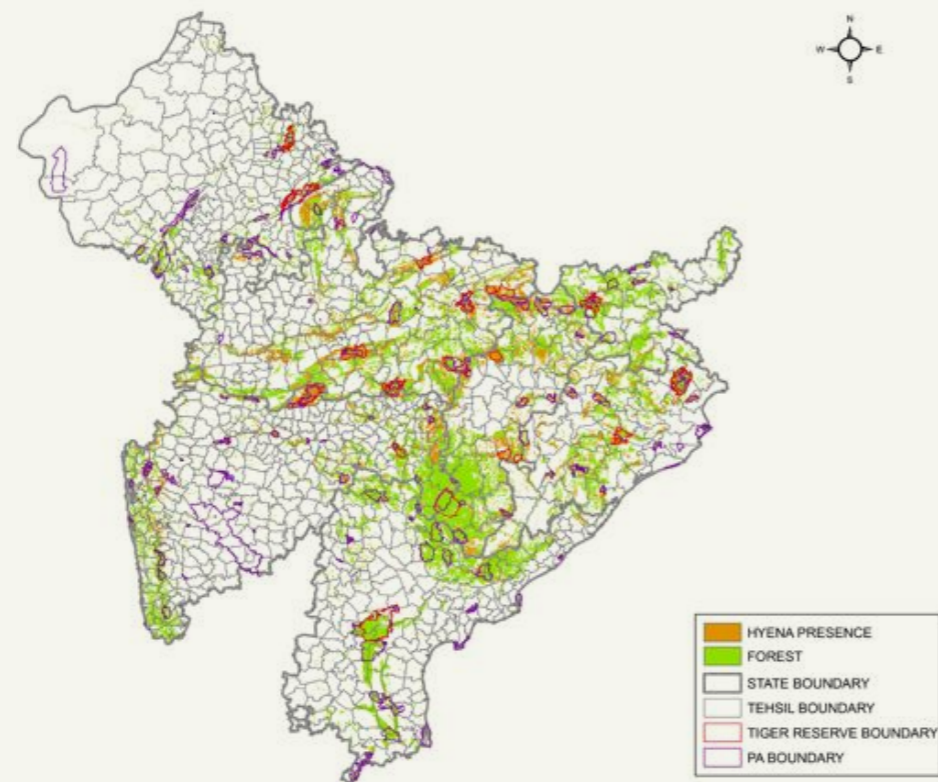 N
W E
S
HYENA PRESENCE
FOREST
STATE BOUNDARY
TEHSIL BOUNDARY
TIGER RESERVE BOUNDARY
PA BOUNDARY